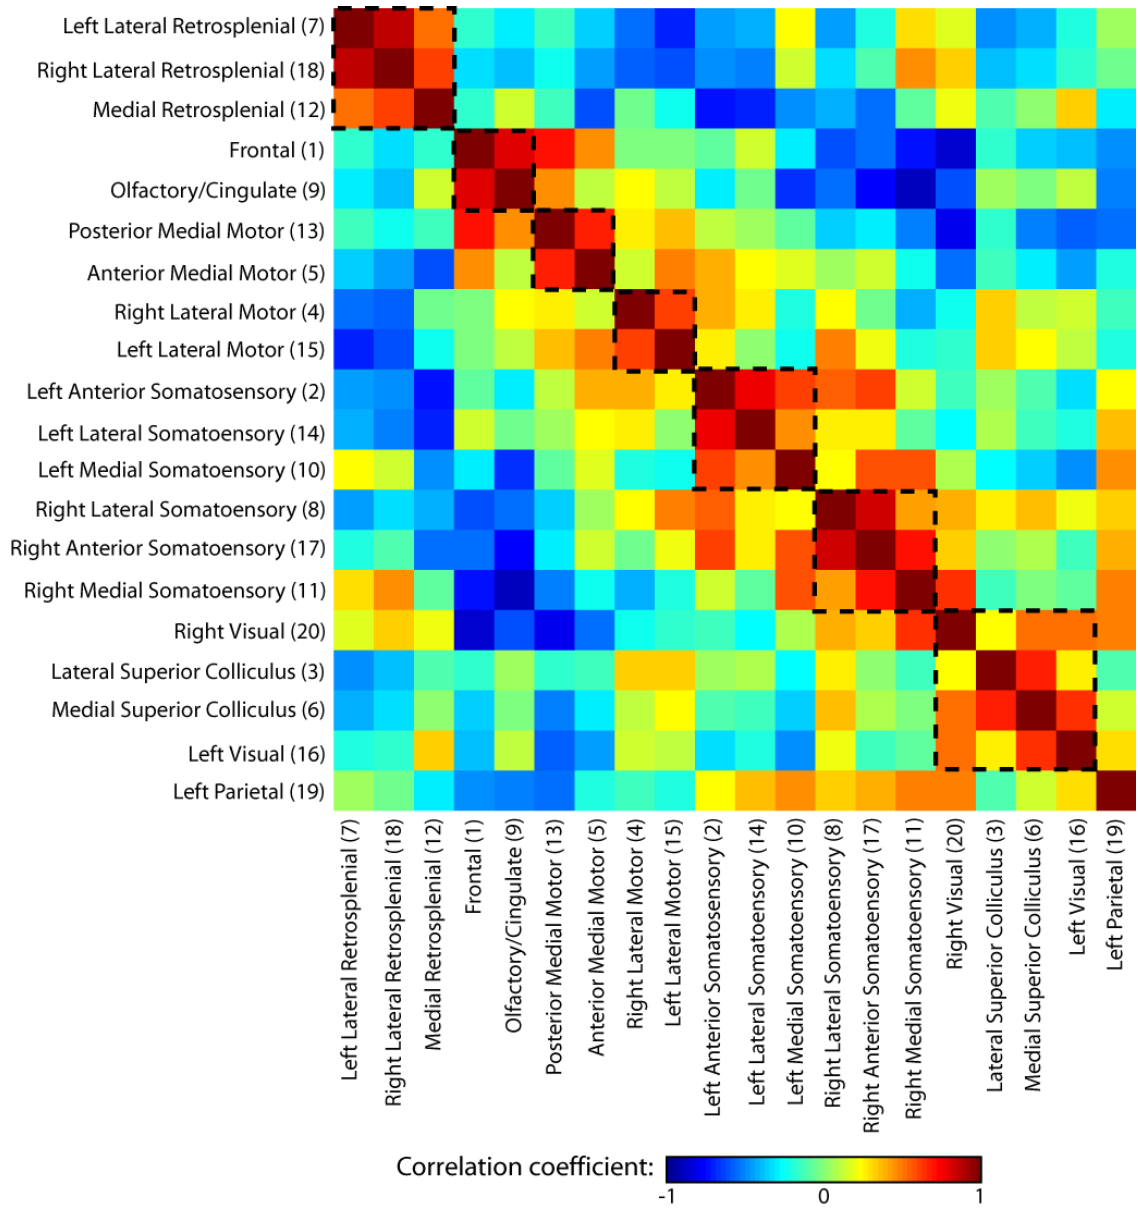 Left Lateral Retrosplenial (7)
Right Lateral Retrosplenial (18)
Medial Retrosplenial (12)
Frontal (1)
Olfactory/Cingulate (9)
Posterior Medial Motor (13)
Anterior Medial Motor (5)
Right Lateral Motor (4)
Left Lateral Motor (15)
Left Anterior Somatosensory (2)
Left Lateral Somatoensory (14)
Left Medial Somatoensory (10)
Right Lateral Somatoensory (8)
Right Anterior Somatoensory (17)
Right Medial Somatoensory (11)
Right Visual (20)
Lateral Superior Colliculus (3)
Medial Superior Colliculus (6)
Left Visual (16)
Left Parietal (19)
Left Lateral Retrosplenial (7)
Right Lateral Retrosplenial (18)
Medial Retrosplenial (12)
Frontal (1)
Olfactory/Cingulate (9)
Posterior Medial Motor (13)
Anterior Medial Motor (5)
Right Lateral Motor (4)
Left Lateral Motor (15)
Left Anterior Somatosensory (2)
Left Lateral Somatoensory (14)
Left Medial Somatoensory (10)
Right Lateral Somatoensory (8)
Right Anterior Somatoensory (17)
Right Medial Somatoensory (11)
Right Visual (20)
Lateral Superior Colliculus (3)
Medial Superior Colliculus (6)
Left Visual (16)
Left Parietal (19)
Correlation coefficient:
-1 0 1